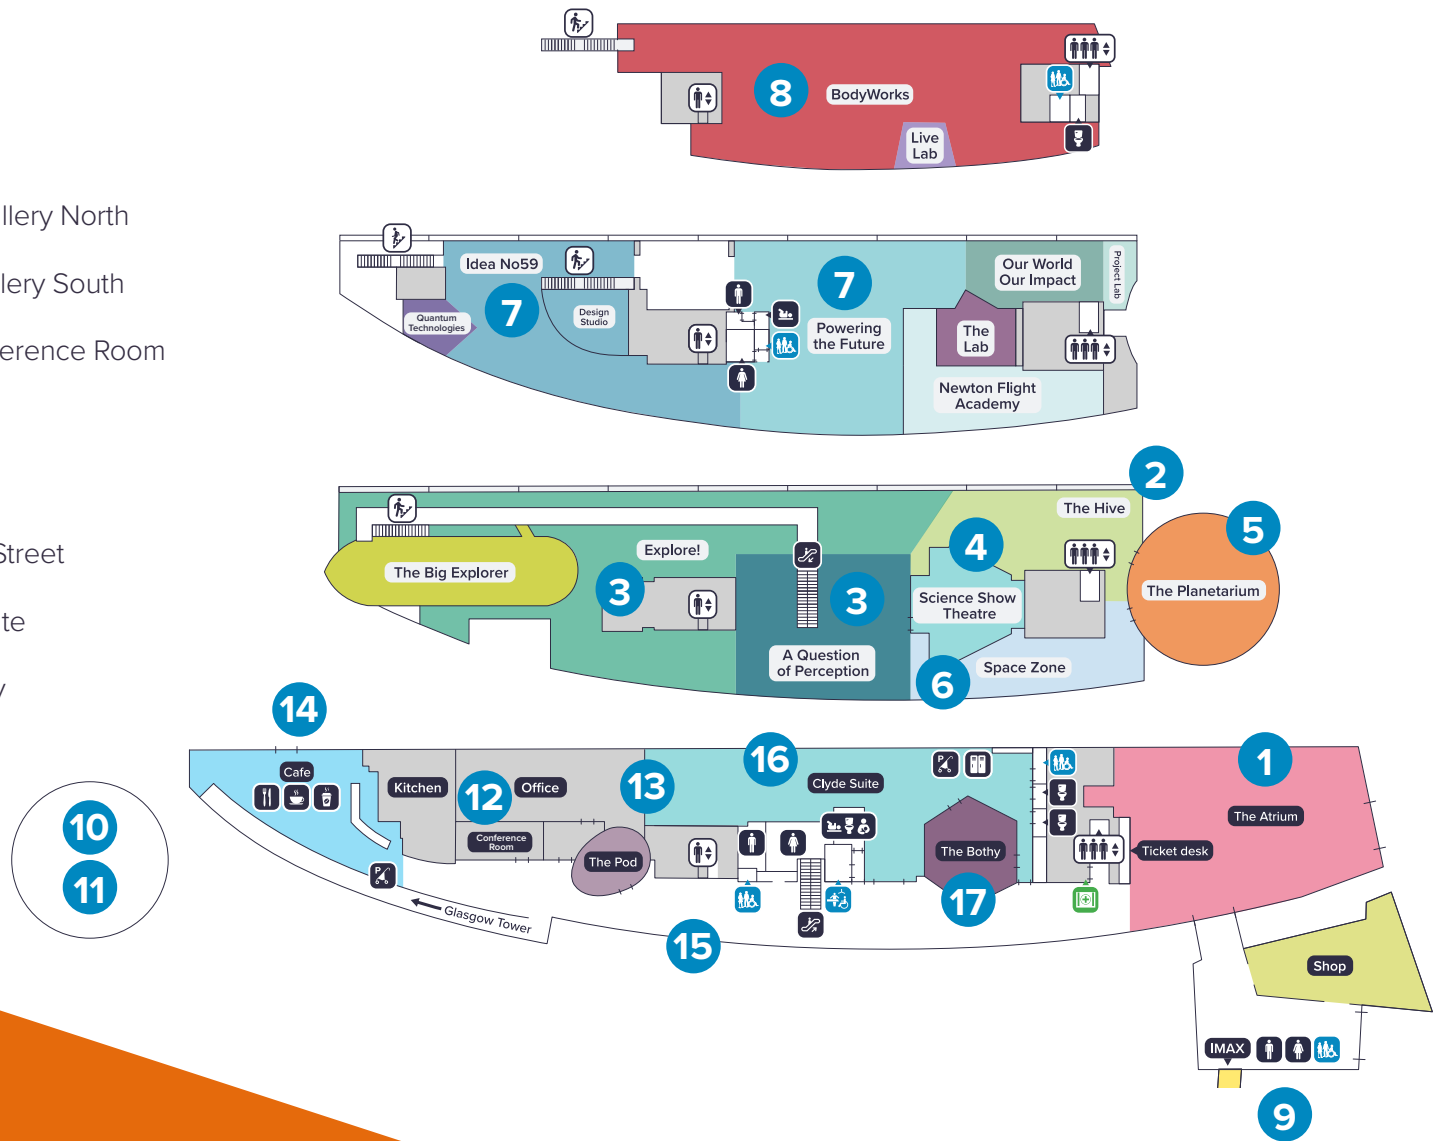 8
BodyWorks
Live
Lab
llery North
lery South
erence Room
Idea No59
7
Quantum
Technologies
Design
Studio
7
Powering
the Future
Our World
Our Impact
Project Lab
The
Lab
Newton Flight
Academy
2
The Hive
5
The Planetarium
4
Explore!
The Big Explorer
3
3
Science Show
Theatre
A Question
of Perception
6
Space Zone
Street
te
y
14
Cafe
Kitchen
12
Office
13
16
Clyde Suite
1
The Atrium
10
11
Conference
Room
The Pod
The Bothy
Ticket desk
17
Glasgow Tower
15
Shop
IMAX
9